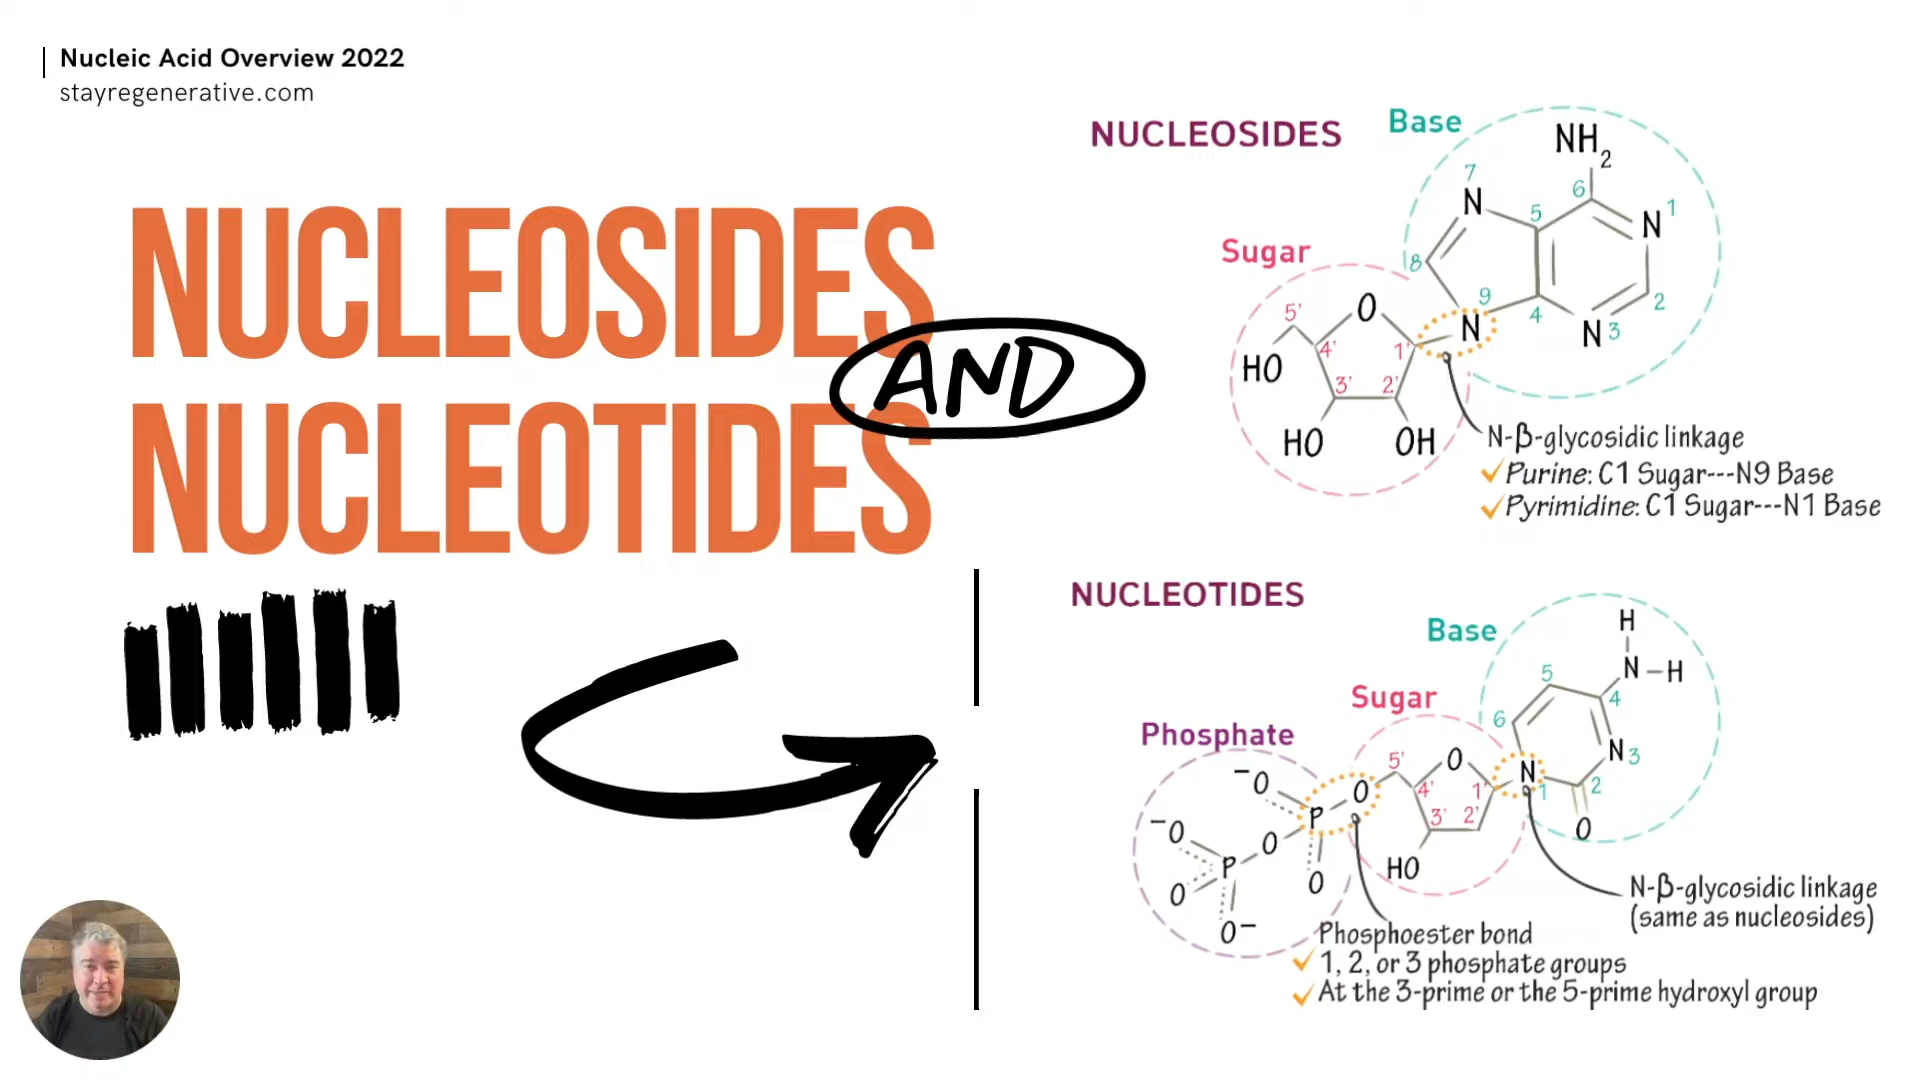 Nucleic Acid Overview 2022
stayregenerative.com
NUCLEOSIDES
AND
NUCLEOTIDES
NUCLEOSIDES
Base
NH2
7
N
6
5
N 1
Sugar
8
9
N
4
N 3
2
5'
O
4'
1'
HO
3'
2'
HO
OH
N-β-glycosidic linkage
✓ Purine: C1 Sugar---N9 Base
✓ Pyrimidine: C1 Sugar---N1 Base
NUCLEOTIDES
Base
H
N-H
5
4
6
N 3
N
1
2
O
Sugar
5'
O
4'
1'
3'
2'
HO
Phosphate
⁻O
O
P
⁻O
O
P
O
O
O⁻
N-β-glycosidic linkage
(same as nucleosides)
Phosphoester bond
✓ 1, 2, or 3 phosphate groups
✓ At the 3-prime or the 5-prime hydroxyl group